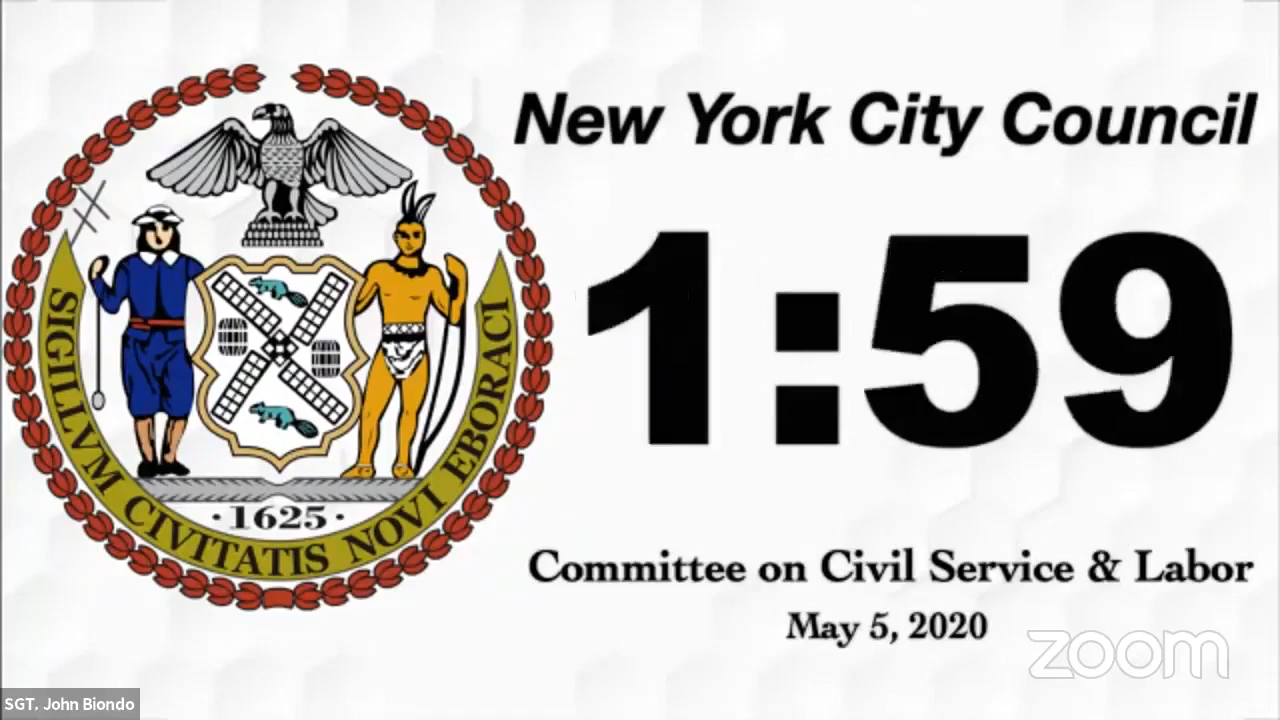 New York City Council
1:59
SIGILLVM CIVITATIS NOVI EBORACI
·1625·
Committee on Civil Service & Labor
May 5, 2020
zoom
SGT. John Biondo